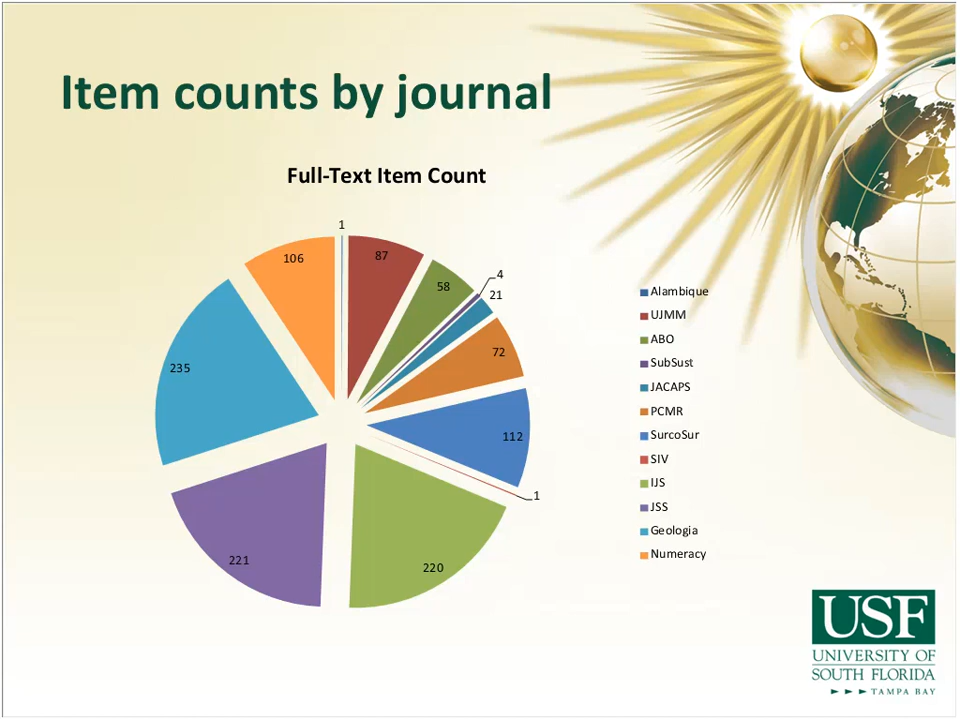 Item counts by journal
Full-Text Item Count
1
106
87
58
4
21
72
235
112
1
221
220
Alambique
UJMM
ABO
SubSust
JACAPS
PCMR
SurcoSur
SIV
IJS
JSS
Geologia
Numeracy
USF
UNIVERSITY OF
SOUTH FLORIDA
TAMPA BAY